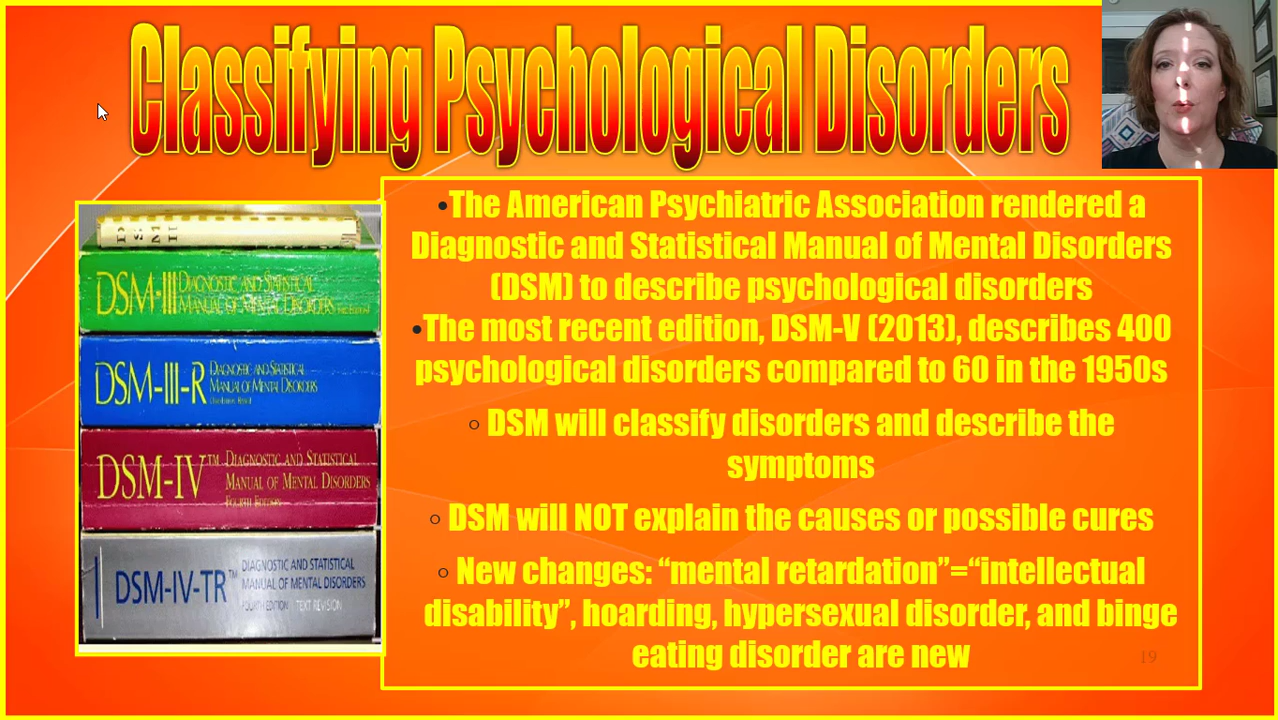 Classifying Psychological Disorders
•The American Psychiatric Association rendered a
Diagnostic and Statistical Manual of Mental Disorders
(DSM) to describe psychological disorders
•The most recent edition, DSM-V (2013), describes 400
psychological disorders compared to 60 in the 1950s
○ DSM will classify disorders and describe the
symptoms
○ DSM will NOT explain the causes or possible cures
○ New changes: “mental retardation”=“intellectual
disability”, hoarding, hypersexual disorder, and binge
eating disorder are new
19
DSM II
DSM-III DIAGNOSTIC AND STATISTICAL
MANUAL OF MENTAL DISORDERS
DSM-III-R DIAGNOSTIC AND STATISTICAL
MANUAL OF MENTAL DISORDERS
DSM-IV™ DIAGNOSTIC AND STATISTICAL
MANUAL OF MENTAL DISORDERS
FOURTH EDITION
DSM-IV-TR™ DIAGNOSTIC AND STATISTICAL
MANUAL OF MENTAL DISORDERS
FOURTH EDITION TEXT REVISION